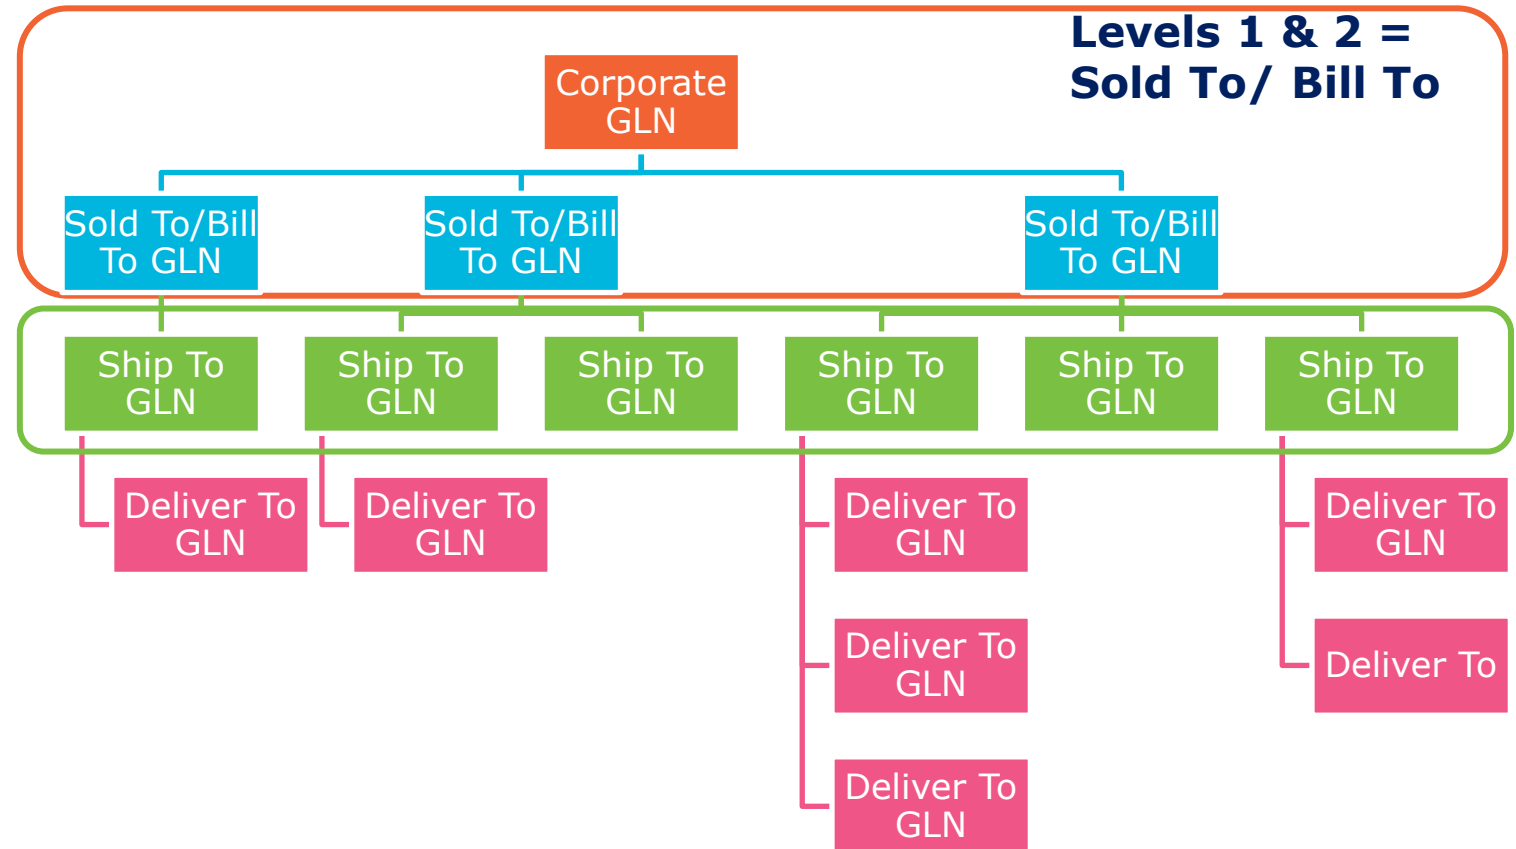 Levels 1 & 2 =
Sold To/ Bill To
Corporate
GLN
Sold To/Bill
To GLN
Sold To/Bill
To GLN
Sold To/Bill
To GLN
Ship To
GLN
Ship To
GLN
Ship To
GLN
Ship To
GLN
Ship To
GLN
Ship To
GLN
Deliver To
GLN
Deliver To
GLN
Deliver To
GLN
Deliver To
GLN
Deliver To
GLN
Deliver To
Deliver To
GLN